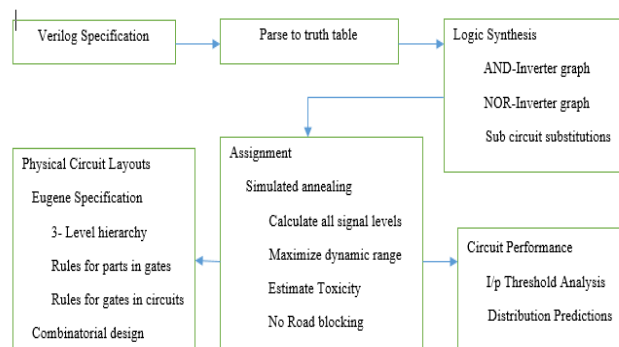 Verilog Specification
Parse to truth table
Logic Synthesis
AND-Inverter graph
NOR-Inverter graph
Sub circuit substitutions
Assignment
Simulated annealing
Calculate all signal levels
Maximize dynamic range
Estimate Toxicity
No Road blocking
Physical Circuit Layouts
Eugene Specification
3- Level hierarchy
Rules for parts in gates
Rules for gates in circuits
Combinatorial design
Circuit Performance
I/p Threshold Analysis
Distribution Predictions